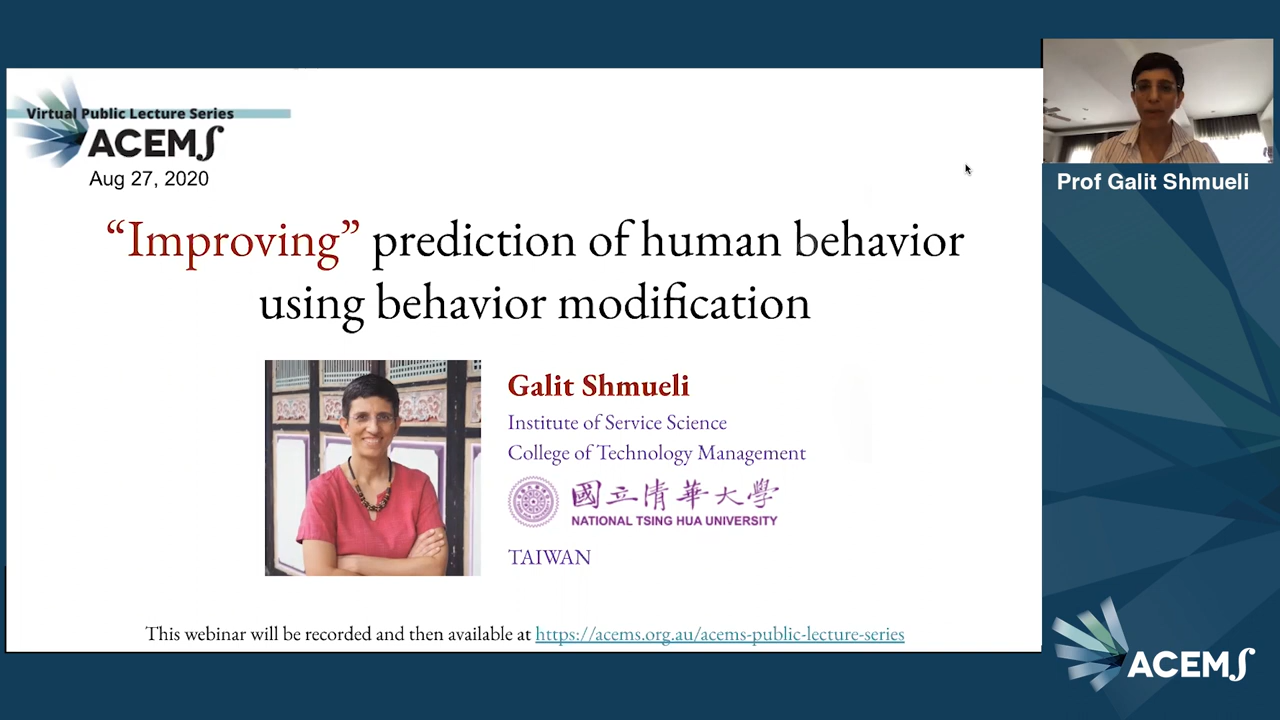 Virtual Public Lecture Series
ACEMS
Aug 27, 2020
“Improving” prediction of human behavior
using behavior modification
Galit Shmueli
Institute of Service Science
College of Technology Management
國立清華大學
NATIONAL TSING HUA UNIVERSITY
TAIWAN
This webinar will be recorded and then available at https://acems.org.au/acems-public-lecture-series
Prof Galit Shmueli
ACEMS